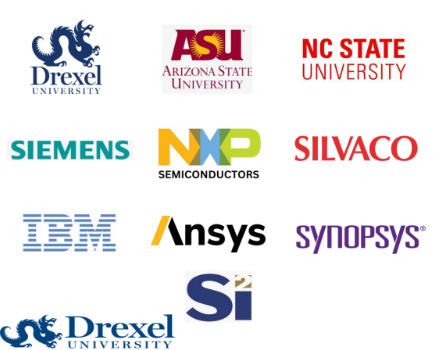 Drexel
UNIVERSITY
ASU
ARIZONA STATE
UNIVERSITY
NC STATE
UNIVERSITY
SIEMENS
NXP
SEMICONDUCTORS
SILVACO
IBM
Ansys
SYNOPSYS®
Si2
Drexel
UNIVERSITY